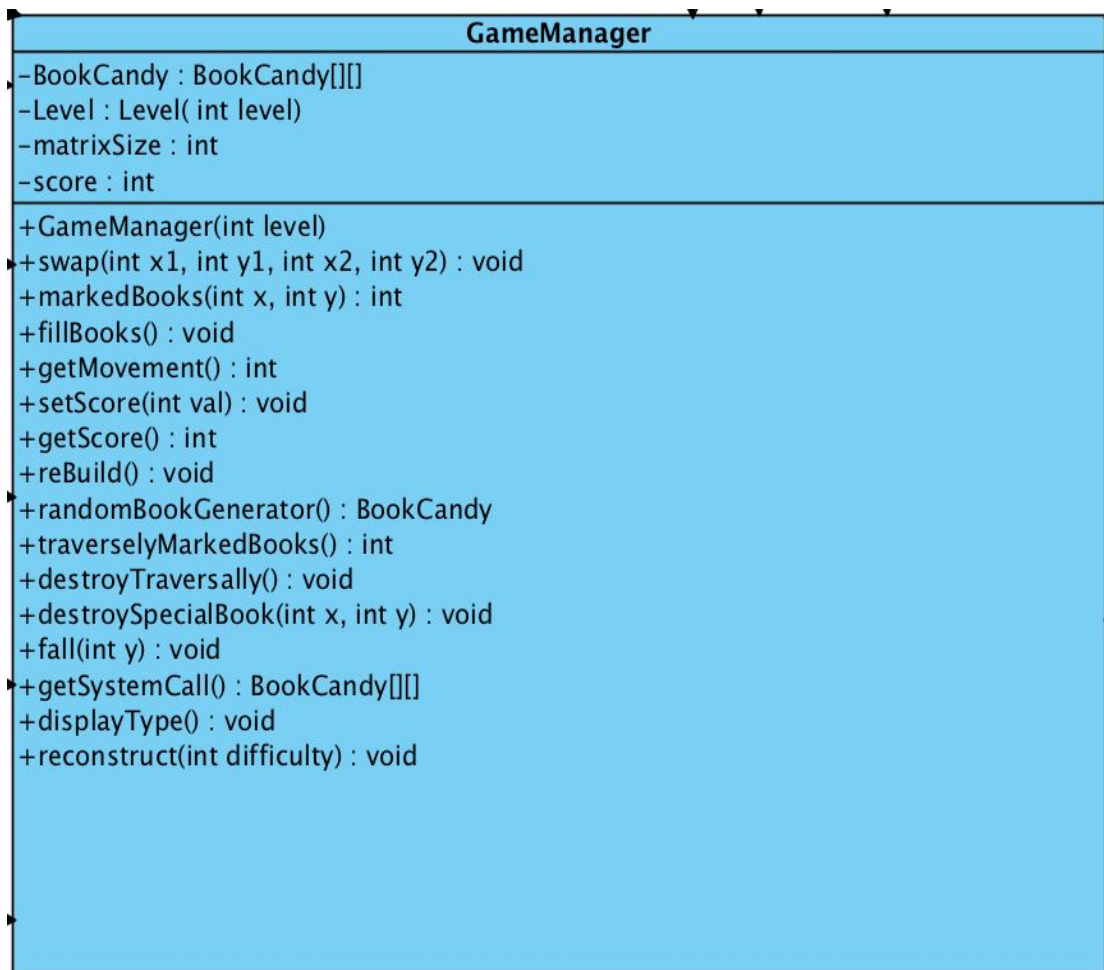 GameManager
-BookCandy : BookCandy[][]
-Level : Level( int level)
-matrixSize : int
-score : int
+GameManager(int level)
+swap(int x1, int y1, int x2, int y2) : void
+markedBooks(int x, int y) : int
+fillBooks() : void
+getMovement() : int
+setScore(int val) : void
+getScore() : int
+reBuild() : void
+randomBookGenerator() : BookCandy
+traverselyMarkedBooks() : int
+destroyTraversally() : void
+destroySpecialBook(int x, int y) : void
+fall(int y) : void
+getSystemCall() : BookCandy[][]
+displayType() : void
+reconstruct(int difficulty) : void